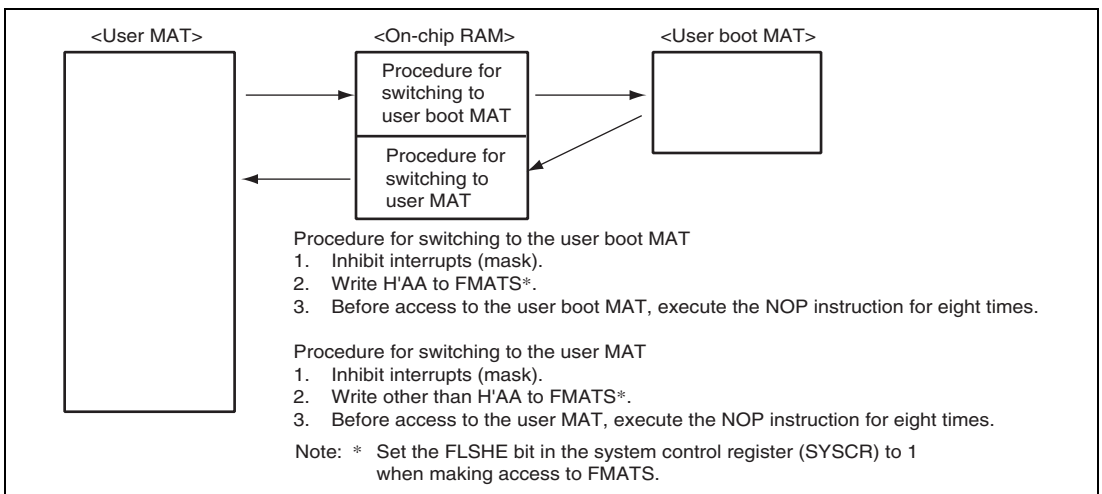 <User MAT> <On-chip RAM> <User boot MAT>
Procedure for
switching to
user boot MAT
Procedure for
switching to
user MAT
Procedure for switching to the user boot MAT
1. Inhibit interrupts (mask).
2. Write H'AA to FMATS*.
3. Before access to the user boot MAT, execute the NOP instruction for eight times.
Procedure for switching to the user MAT
1. Inhibit interrupts (mask).
2. Write other than H'AA to FMATS*.
3. Before access to the user MAT, execute the NOP instruction for eight times.
Note: * Set the FLSHE bit in the system control register (SYSCR) to 1
when making access to FMATS.